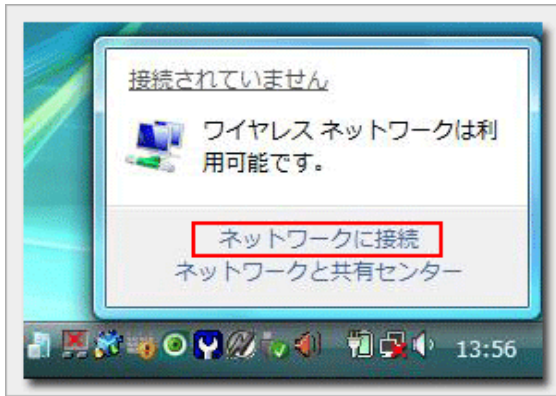 接続されていません
ワイヤレス ネットワークは利
用可能です。
ネットワークに接続
ネットワークと共有センター
13:56